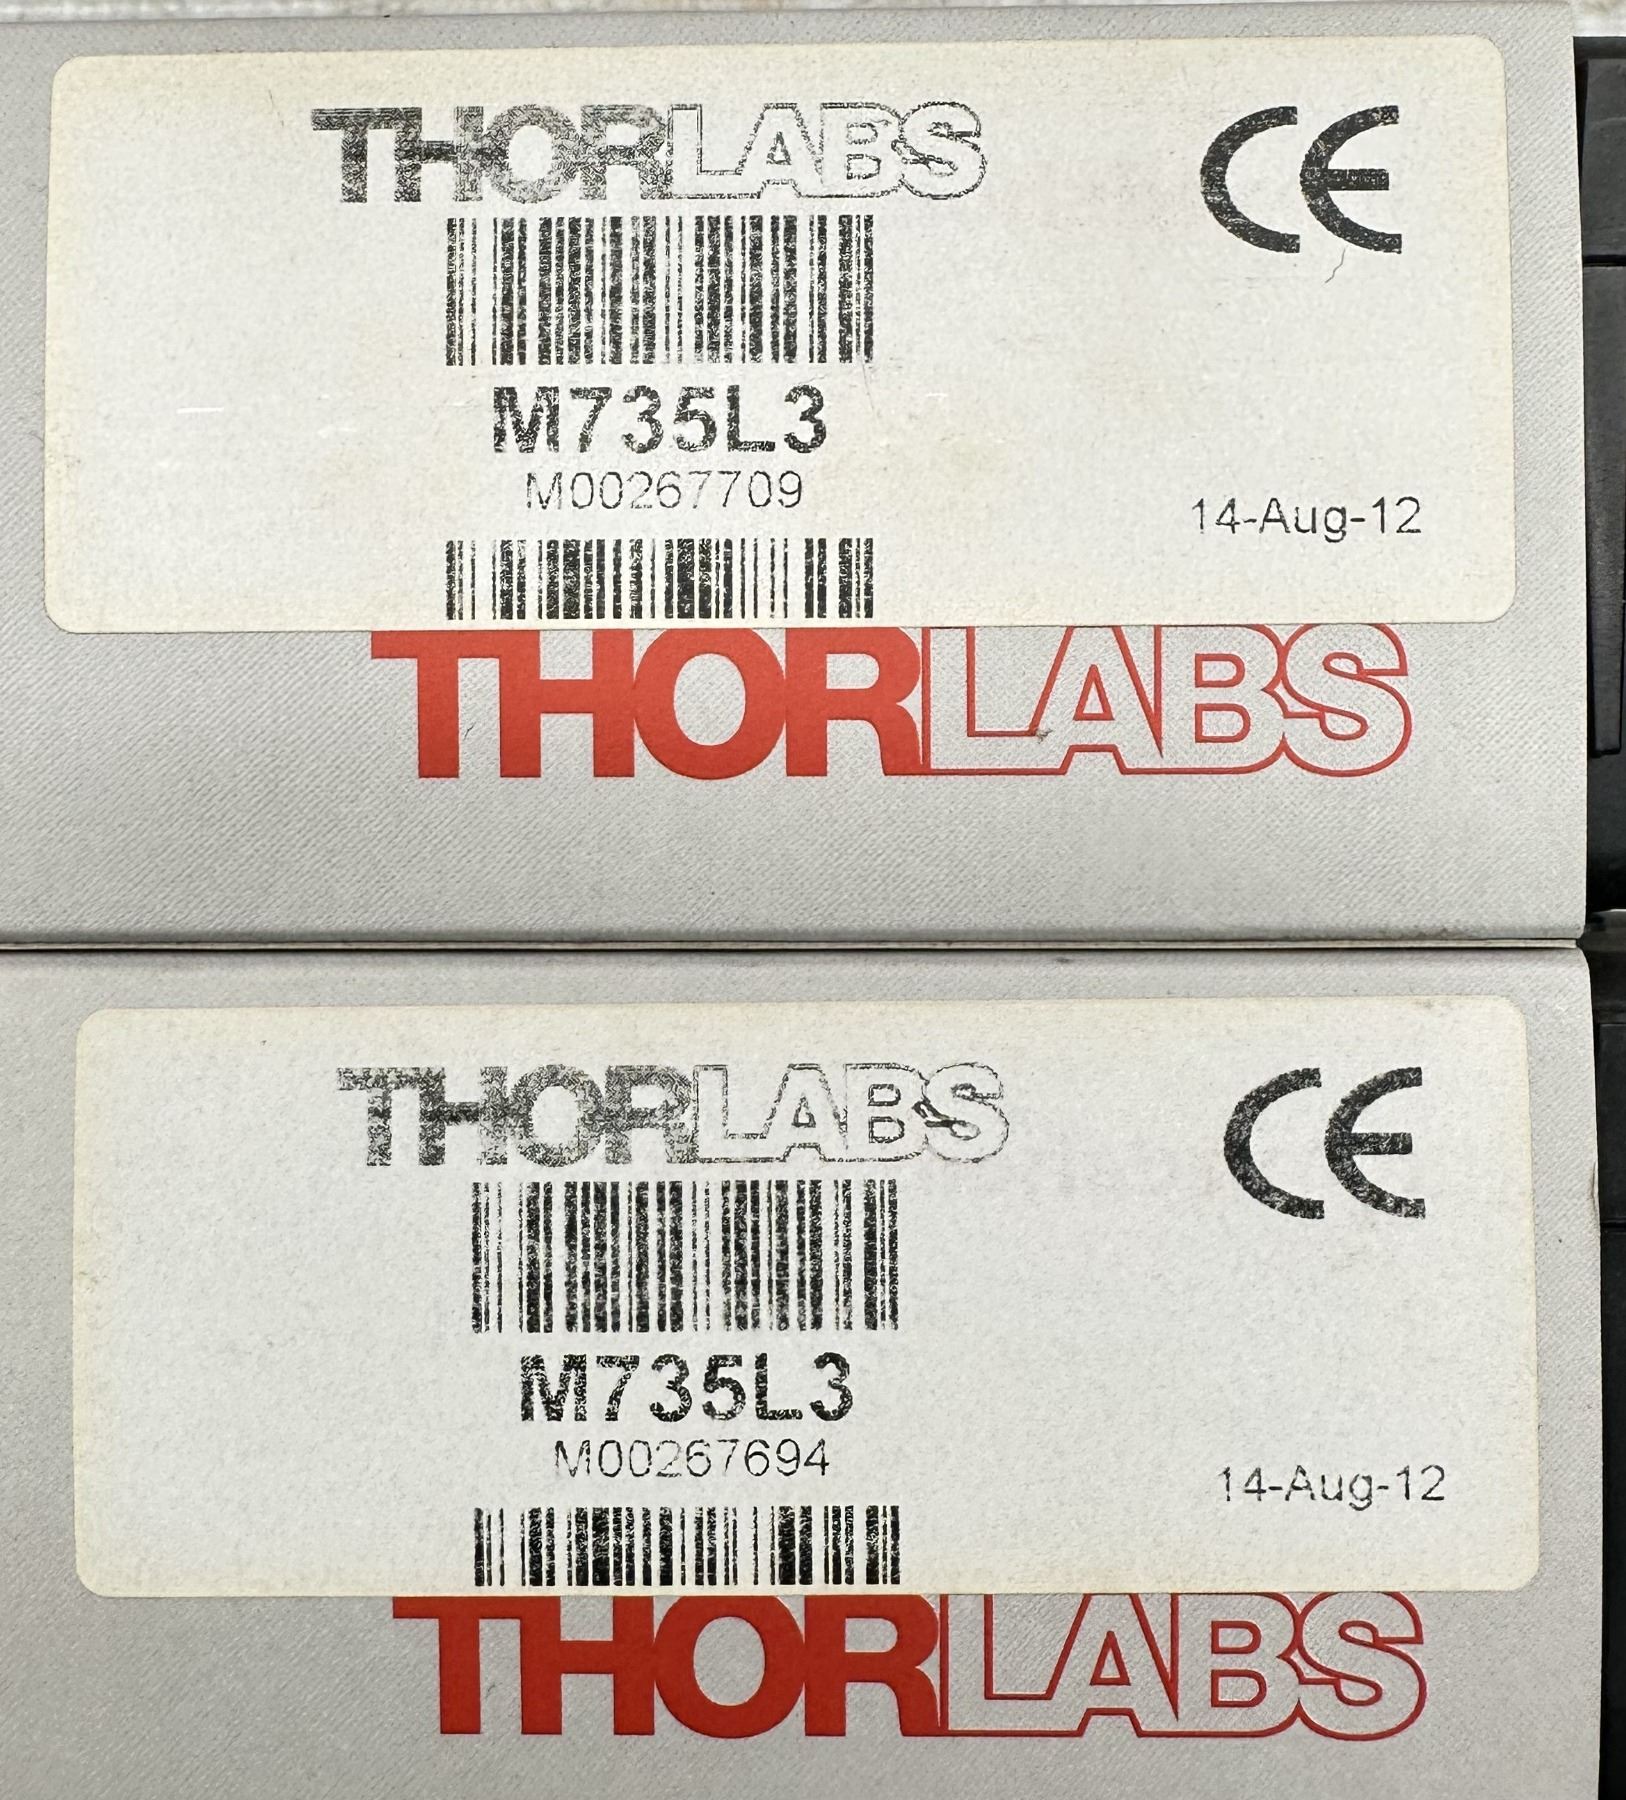 THORLABS
CE
M735L3
M00267709
14-Aug-12
THORLABS
THORLABS
CE
M735L3
M00267694
14-Aug-12
THORLABS